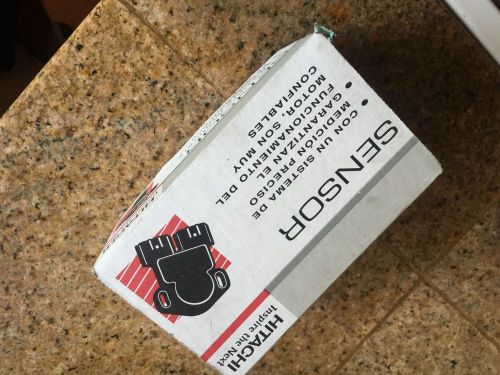 SENSOR
• CON UN SISTEMA DE
MEDICIÓN PRECISO
GARANTIZAN EL
FUNCIONAMIENTO DEL
MOTOR, SON MUY
CONFIABLES
HITACHI
Inspire the Next